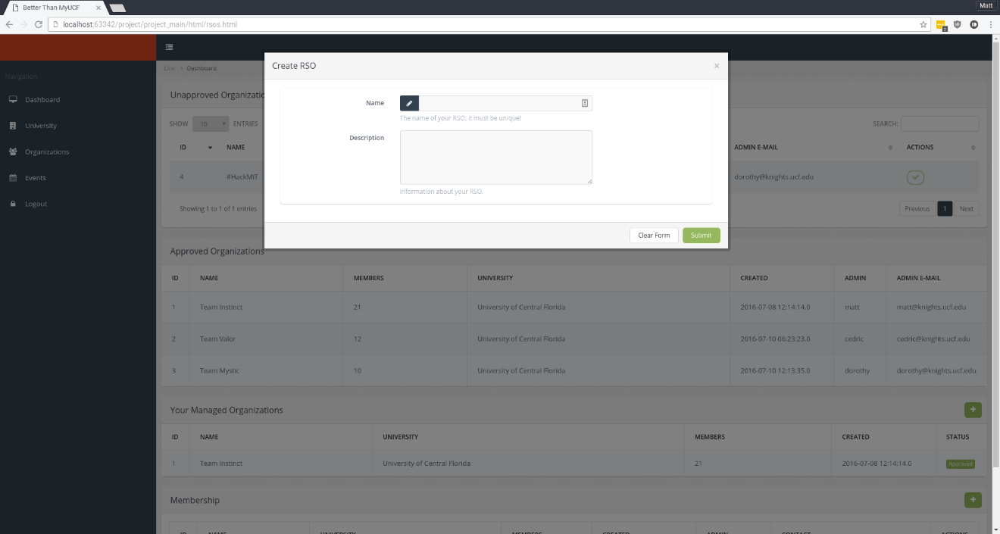 Better Than MyUCF
Matt
localhost:63342/project/project_main/html/rsos.html
Navigation
Dashboard
University
Organizations
Events
Logout
Link > Dashboard
Create RSO
×
Name
The name of your RSO, it must be unique!
Description
Information about your RSO.
Clear Form
Submit
Unapproved Organizatio
SHOW 10 ENTRIES
SEARCH:
ID NAME ADMIN E-MAIL ACTIONS
4 #HackMIT dorothy@knights.ucf.edu
Showing 1 to 1 of 1 entries
Previous 1 Next
Approved Organizations
ID NAME MEMBERS UNIVERSITY CREATED ADMIN ADMIN E-MAIL
1 Team Instinct 21 University of Central Florida 2016-07-08 12:14:14.0 matt matt@knights.ucf.edu
2 Team Valor 12 University of Central Florida 2016-07-10 06:23:23.0 cedric cedric@knights.ucf.edu
3 Team Mystic 10 University of Central Florida 2016-07-10 12:13:35.0 dorothy dorothy@knights.ucf.edu
Your Managed Organizations
ID NAME UNIVERSITY MEMBERS CREATED STATUS
1 Team Instinct University of Central Florida 21 2016-07-08 12:14:14.0 Approved
Membership
ID NAME UNIVERSITY MEMBERS CREATED ADMIN CONTACT ACTIONS